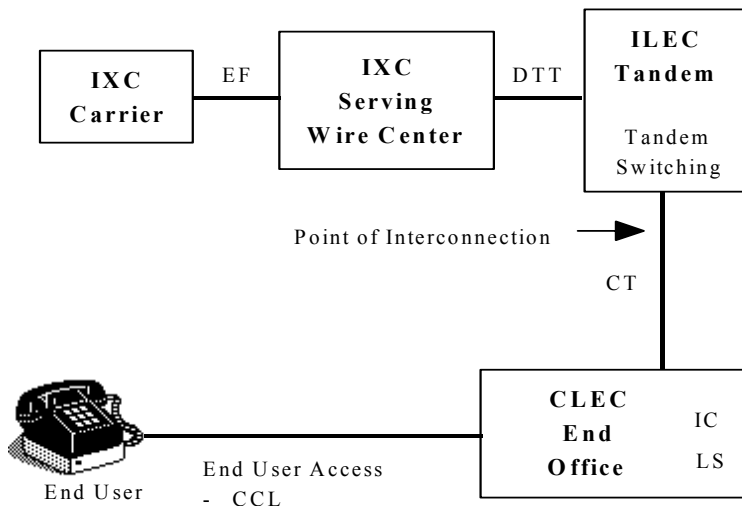 IXC
Carrier
EF
IXC
Serving
Wire Center
DTT
ILEC
Tandem
Tandem
Switching
Point of Interconnection
CT
CLEC
End
Office
IC
LS
End User
End User Access
- CCL